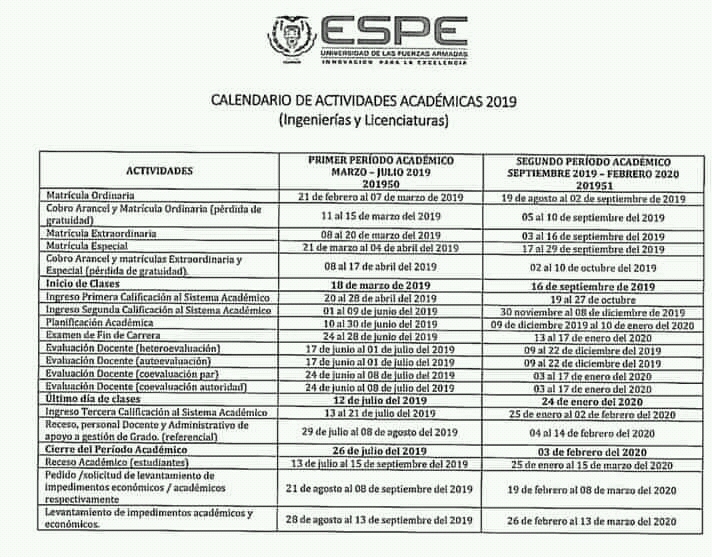 ESPE
UNIVERSIDAD DE LAS FUERZAS ARMADAS
INNOVACIÓN PARA LA EXCELENCIA
CALENDARIO DE ACTIVIDADES ACADÉMICAS 2019
(Ingenierías y Licenciaturas)
ACTIVIDADES
PRIMER PERÍODO ACADÉMICO
MARZO – JULIO 2019
201950
SEGUNDO PERÍODO ACADÉMICO
SEPTIEMBRE 2019 – FEBRERO 2020
201951
Matrícula Ordinaria 21 de febrero al 07 de marzo de 2019 19 de agosto al 02 de septiembre de 2019
Cobro Arancel y Matrícula Ordinaria (pérdida de
gratuidad) 11 al 15 de marzo del 2019 05 al 10 de septiembre del 2019
Matrícula Extraordinaria 08 al 20 de marzo del 2019 03 al 16 de septiembre del 2019
Matrícula Especial 21 de marzo al 04 de abril del 2019 17 al 29 de septiembre del 2019
Cobro Arancel y matrículas Extraordinaria y
Especial (pérdida de gratuidad). 08 al 17 de abril del 2019 02 al 10 de octubre del 2019
Inicio de Clases 18 de marzo de 2019 16 de septiembre de 2019
Ingreso Primera Calificación al Sistema Académico 20 al 28 de abril del 2019 19 al 27 de octubre
Ingreso Segunda Calificación al Sistema Académico 01 al 09 de junio del 2019 30 noviembre al 08 de diciembre de 2019
Planificación Académica 10 al 30 de junio del 2019 09 de diciembre 2019 al 10 de enero del 2020
Examen de Fin de Carrera 24 al 28 de junio del 2019 13 al 17 de enero del 2020
Evaluación Docente (heteroevaluación) 17 de junio al 01 de julio del 2019 09 al 22 de diciembre del 2019
Evaluación Docente (autoevaluación) 17 de junio al 01 de julio del 2019 09 al 22 de diciembre del 2019
Evaluación Docente (coevaluación par) 24 de junio al 08 de julio del 2019 03 al 17 de enero del 2020
Evaluación Docente (coevaluación autoridad) 24 de junio al 08 de julio del 2019 03 al 17 de enero del 2020
Último día de clases 12 de julio del 2019 24 de enero del 2020
Ingreso Tercera Calificación al Sistema Académico 13 al 21 de julio del 2019 25 de enero al 02 de febrero del 2020
Receso, personal Docente y Administrativo de
apoyo a gestión de Grado. (referencial) 29 de julio al 08 de agosto del 2019 04 al 14 de febrero del 2020
Cierre del Período Académico 26 de julio del 2019 03 de febrero del 2020
Receso Académico (estudiantes) 13 de julio al 15 de septiembre del 2019 25 de enero al 15 de marzo del 2020
Pedido /solicitud de levantamiento de
impedimentos económicos / académicos
respectivamente 21 de agosto al 08 de septiembre del 2019 19 de febrero al 08 de marzo del 2020
Levantamiento de impedimentos académicos y
económicos. 28 de agosto al 13 de septiembre del 2019 26 de febrero al 13 de marzo del 2020